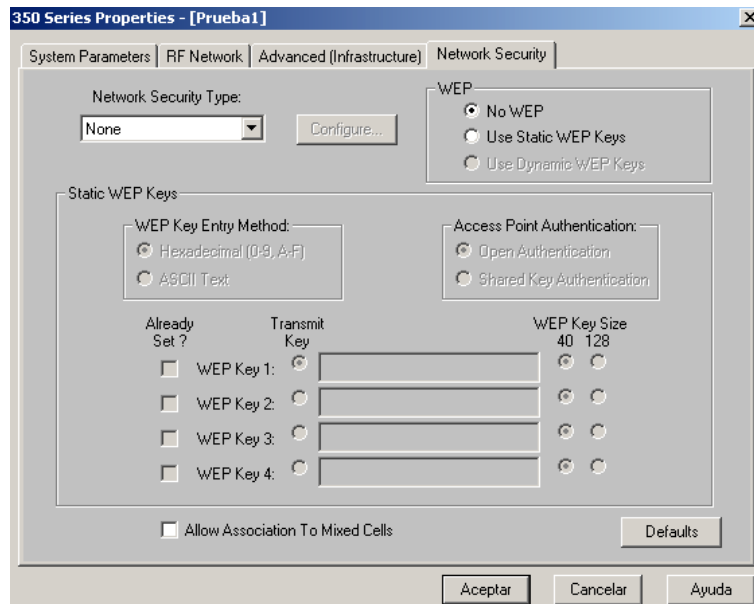 350 Series Properties - [Prueba1]
System Parameters RF Network Advanced (Infrastructure) Network Security
Network Security Type:
None
Configure...
WEP
No WEP
Use Static WEP Keys
Use Dynamic WEP Keys
Static WEP Keys
WEP Key Entry Method:
Hexadecimal (0-9, A-F)
ASCII Text
Access Point Authentication:
Open Authentication
Shared Key Authentication
Already Set ?
Transmit Key
WEP Key Size
40 128
WEP Key 1:
WEP Key 2:
WEP Key 3:
WEP Key 4:
Allow Association To Mixed Cells
Defaults
Aceptar Cancelar Ayuda